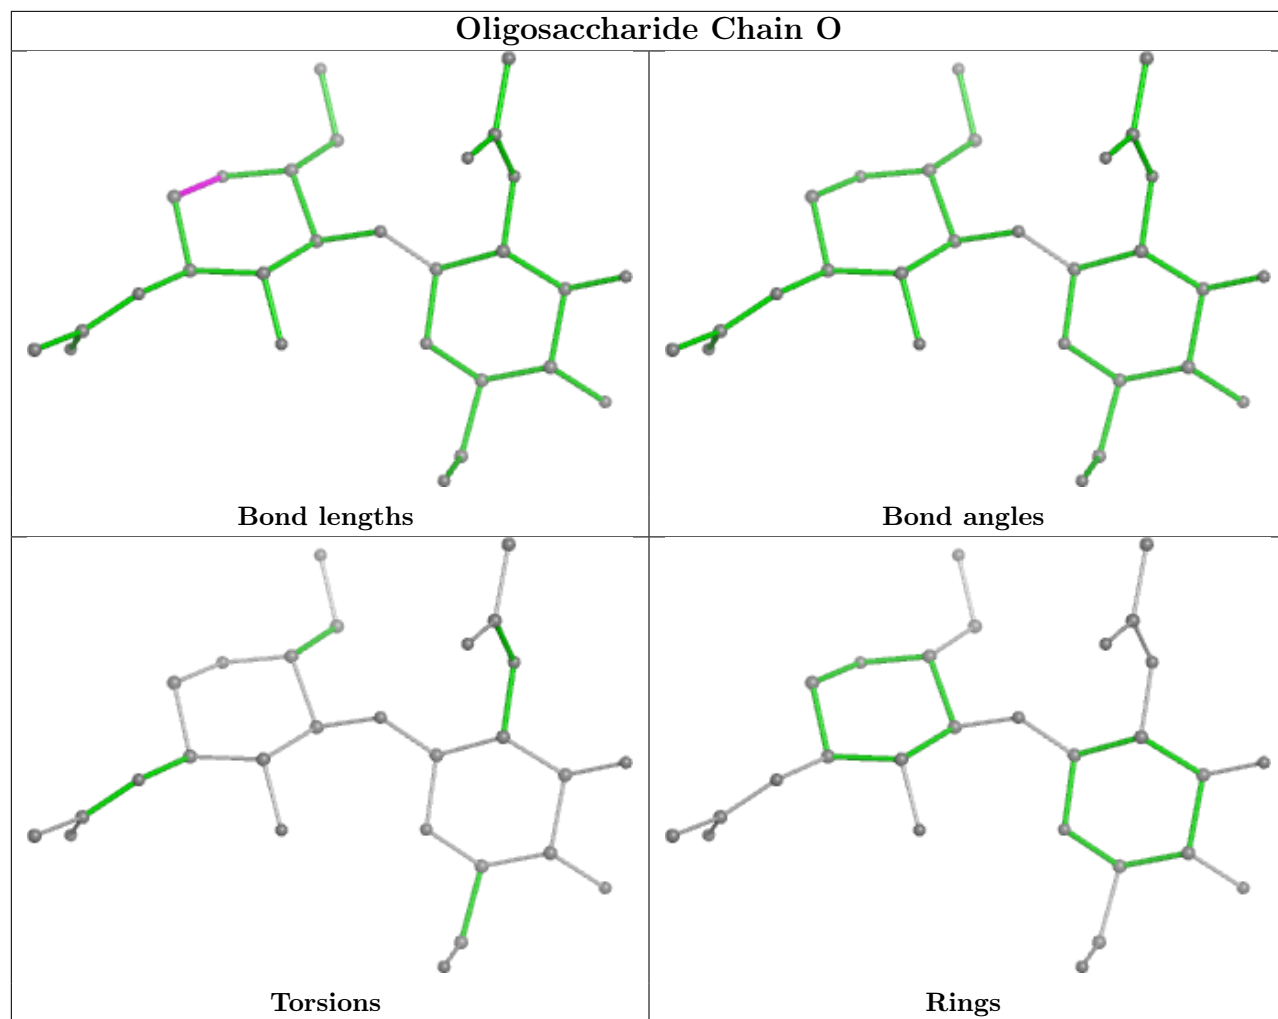 Oligosaccharide Chain O
Bond lengths
Bond angles
Torsions
Rings